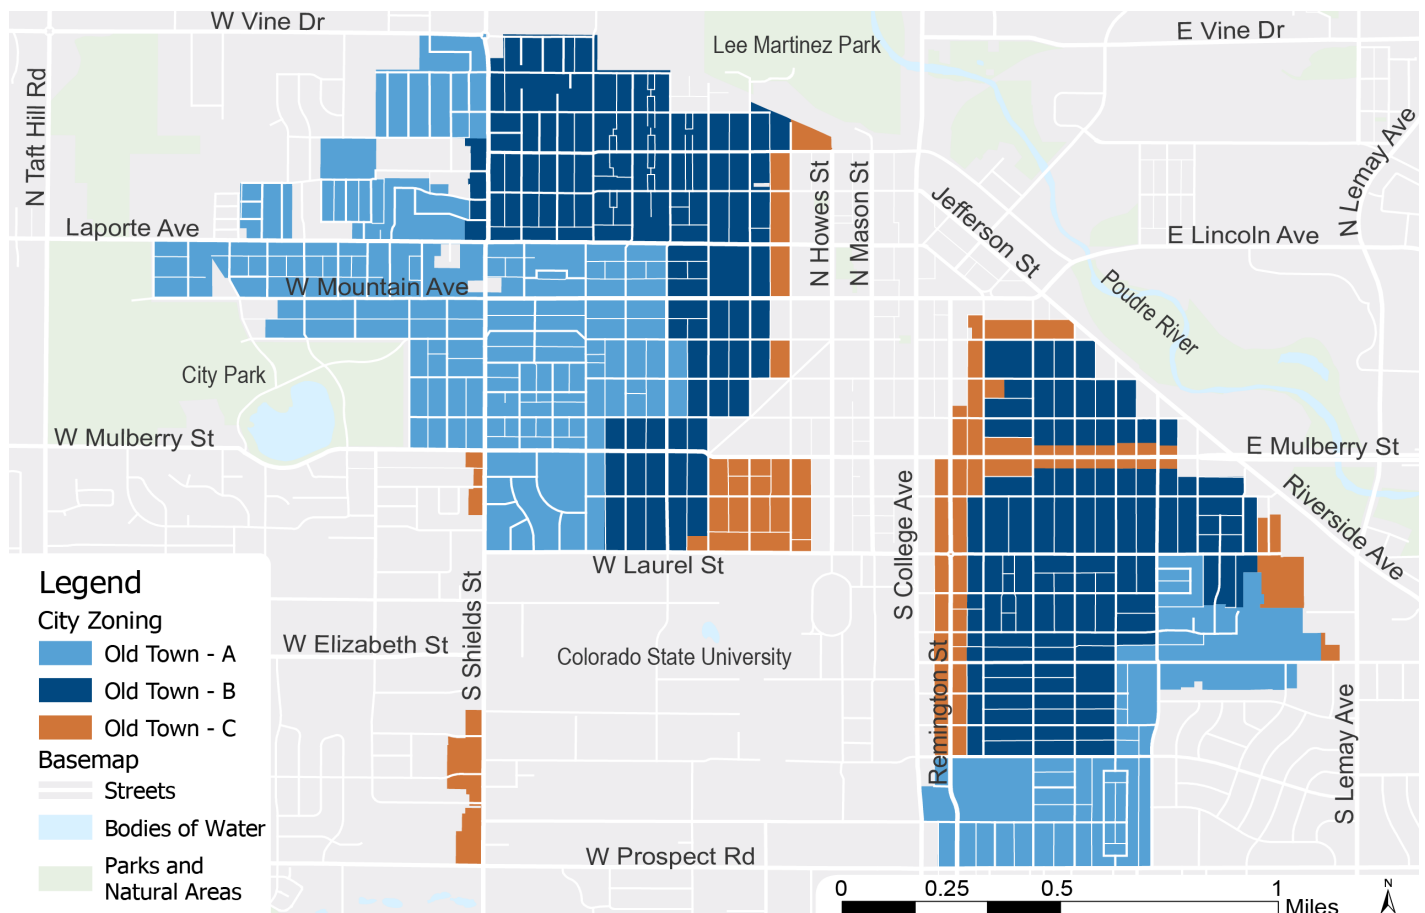 W Vine Dr
Lee Martinez Park
E Vine Dr
N Taft Hill Rd
N Lemay Ave
N Howes St
N Mason St
Jefferson St
Laporte Ave
E Lincoln Ave
W Mountain Ave
Poudre River
City Park
W Mulberry St
E Mulberry St
Riverside Ave
S College Ave
W Laurel St
S Shields St
W Elizabeth St
Colorado State University
Remington St
S Lemay Ave
W Prospect Rd
Legend
City Zoning
Old Town - A
Old Town - B
Old Town - C
Basemap
Streets
Bodies of Water
Parks and
Natural Areas
0 0.25 0.5 1
Miles
N